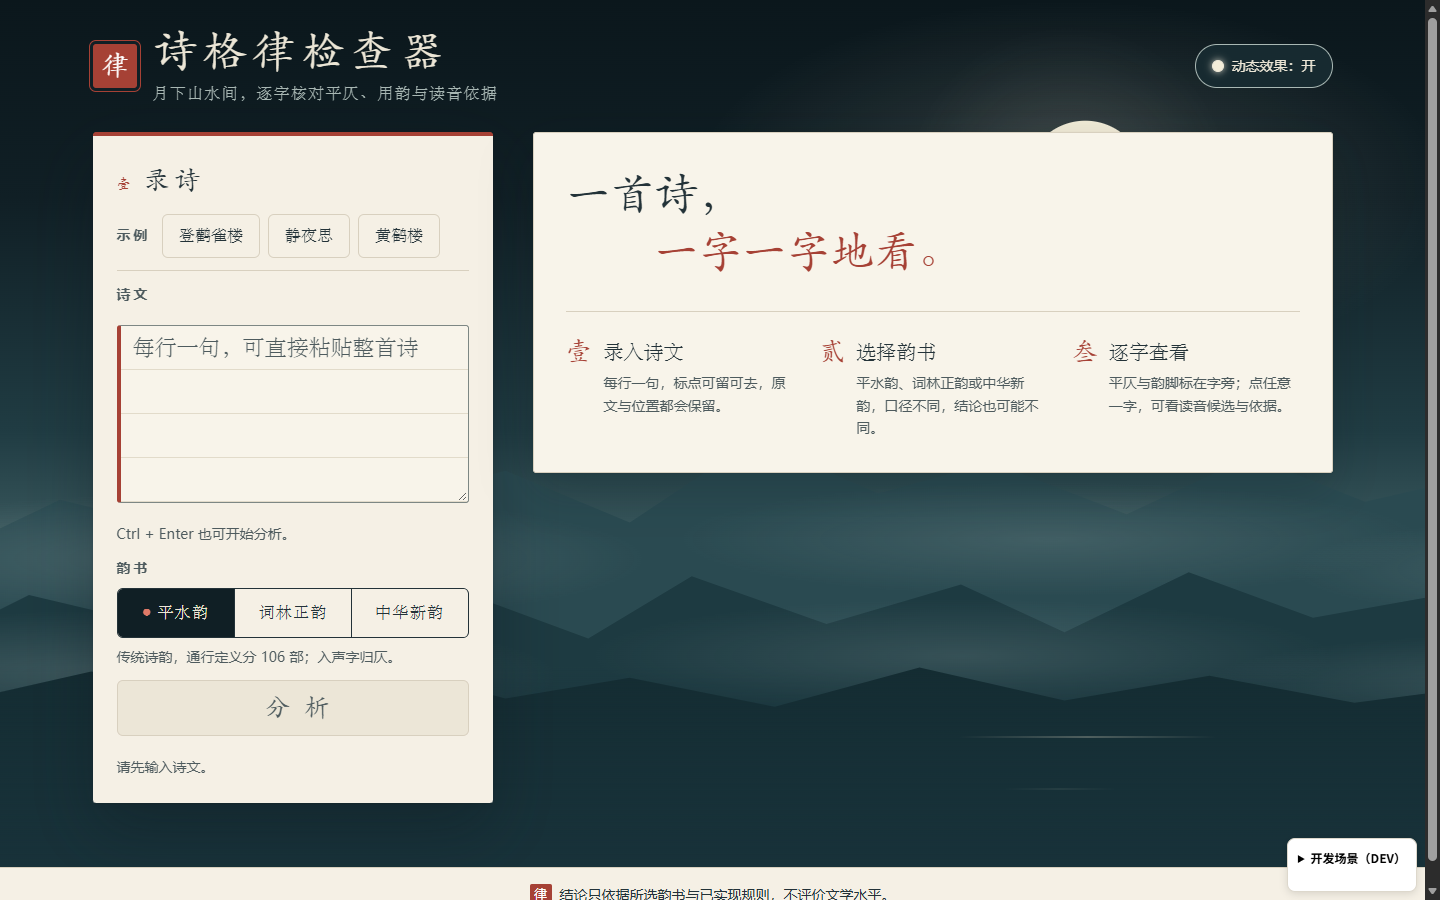 律
诗格律检查器
月下山水间，逐字核对平仄、用韵与读音依据
动态效果：开
壹 录诗
示例 登鹳雀楼 静夜思 黄鹤楼
诗文
每行一句，可直接粘贴整首诗
Ctrl + Enter 也可开始分析。
韵书
平水韵 词林正韵 中华新韵
传统诗韵，通行定义分 106 部；入声字归仄。
分析
请先输入诗文。
一首诗，
一字一字地看。
壹 录入诗文
每行一句，标点可留可去，原
文与位置都会保留。
贰 选择韵书
平水韵、词林正韵或中华新
韵，口径不同，结论也可能不
同。
叁 逐字查看
平仄与韵脚标在字旁；点任意
一字，可看读音候选与依据。
开发场景（DEV）
律 结论只依据所选韵书与已实现规则，不评价文学水平。